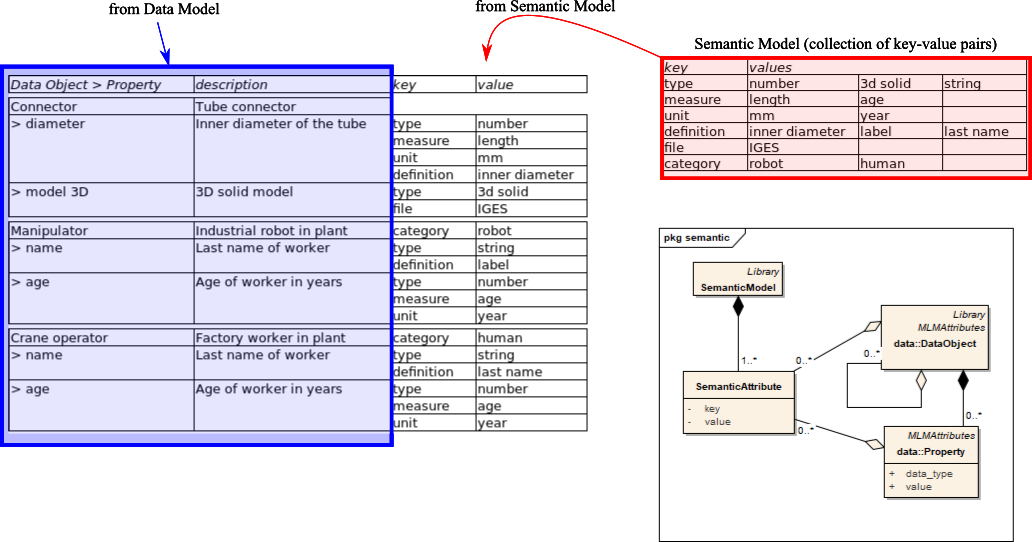 from Data Model
from Semantic Model
Semantic Model (collection of key-value pairs)
Data Object > Property description key value
Connector Tube connector
> diameter Inner diameter of the tube type number
measure length
unit mm
definition inner diameter
> model 3D 3D solid model type 3d solid
file IGES
Manipulator Industrial robot in plant category robot
> name Last name of worker type string
definition label
> age Age of worker in years type number
measure age
unit year
Crane operator Factory worker in plant category human
> name Last name of worker type string
definition last name
> age Age of worker in years type number
measure age
unit year
key values
type number 3d solid string
measure length age
unit mm year
definition inner diameter label last name
file IGES
category robot human
pkg semantic
Library
SemanticModel
1..*
SemanticAttribute
- key
- value
0..*
0..*
0..*
Library
MLMAttributes
data::DataObject
0..*
MLMAttributes
data::Property
+ data_type
+ value